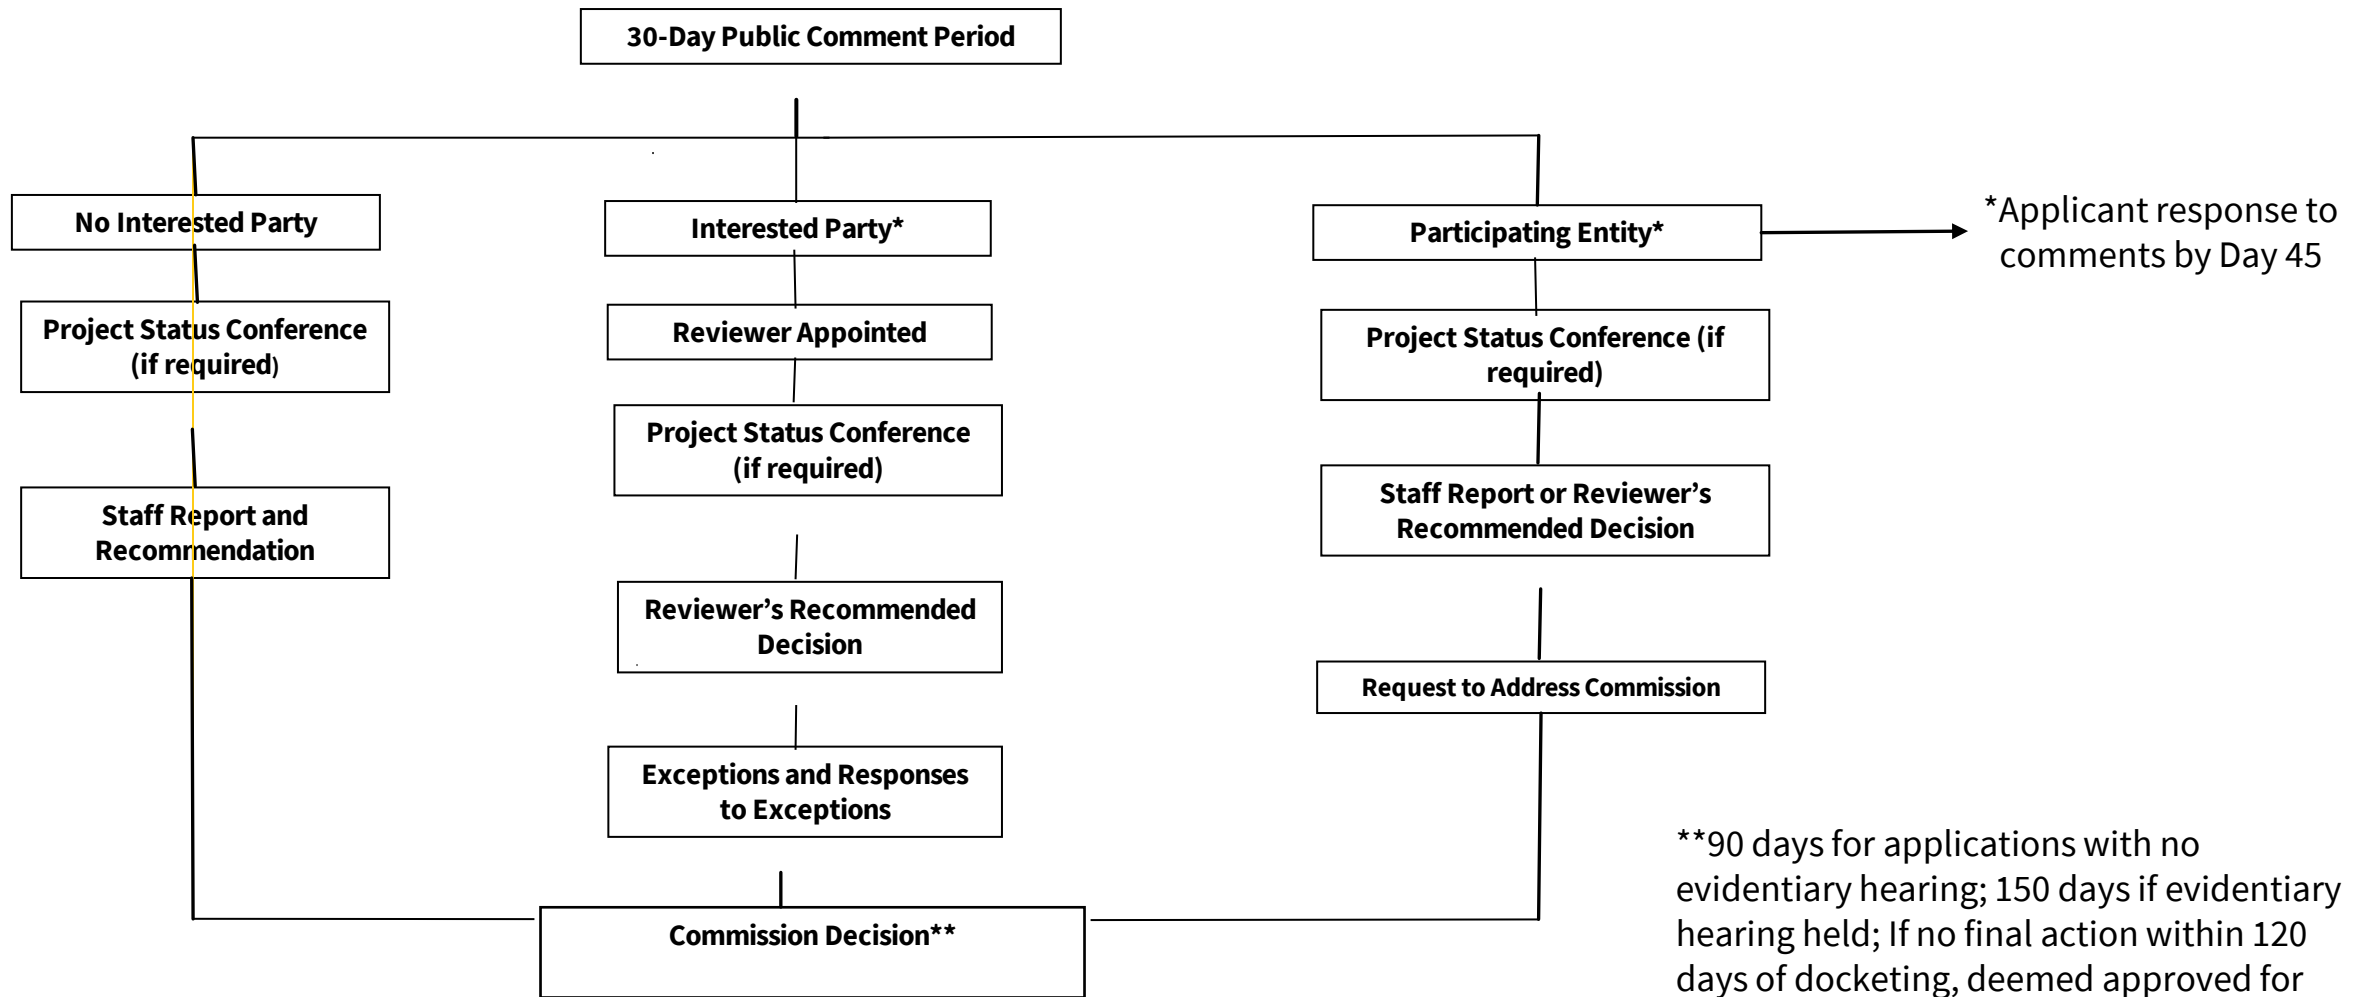 30-Day Public Comment Period
No Interested Party
Interested Party*
Participating Entity*
*Applicant response to
comments by Day 45
Project Status Conference
(if required)
Reviewer Appointed
Project Status Conference (if
required)
Project Status Conference
(if required)
Staff Report and
Recommendation
Staff Report or Reviewer’s
Recommended Decision
Reviewer’s Recommended
Decision
Request to Address Commission
Exceptions and Responses
to Exceptions
Commission Decision**
**90 days for applications with no
evidentiary hearing; 150 days if evidentiary
hearing held; If no final action within 120
days of docketing, deemed approved for